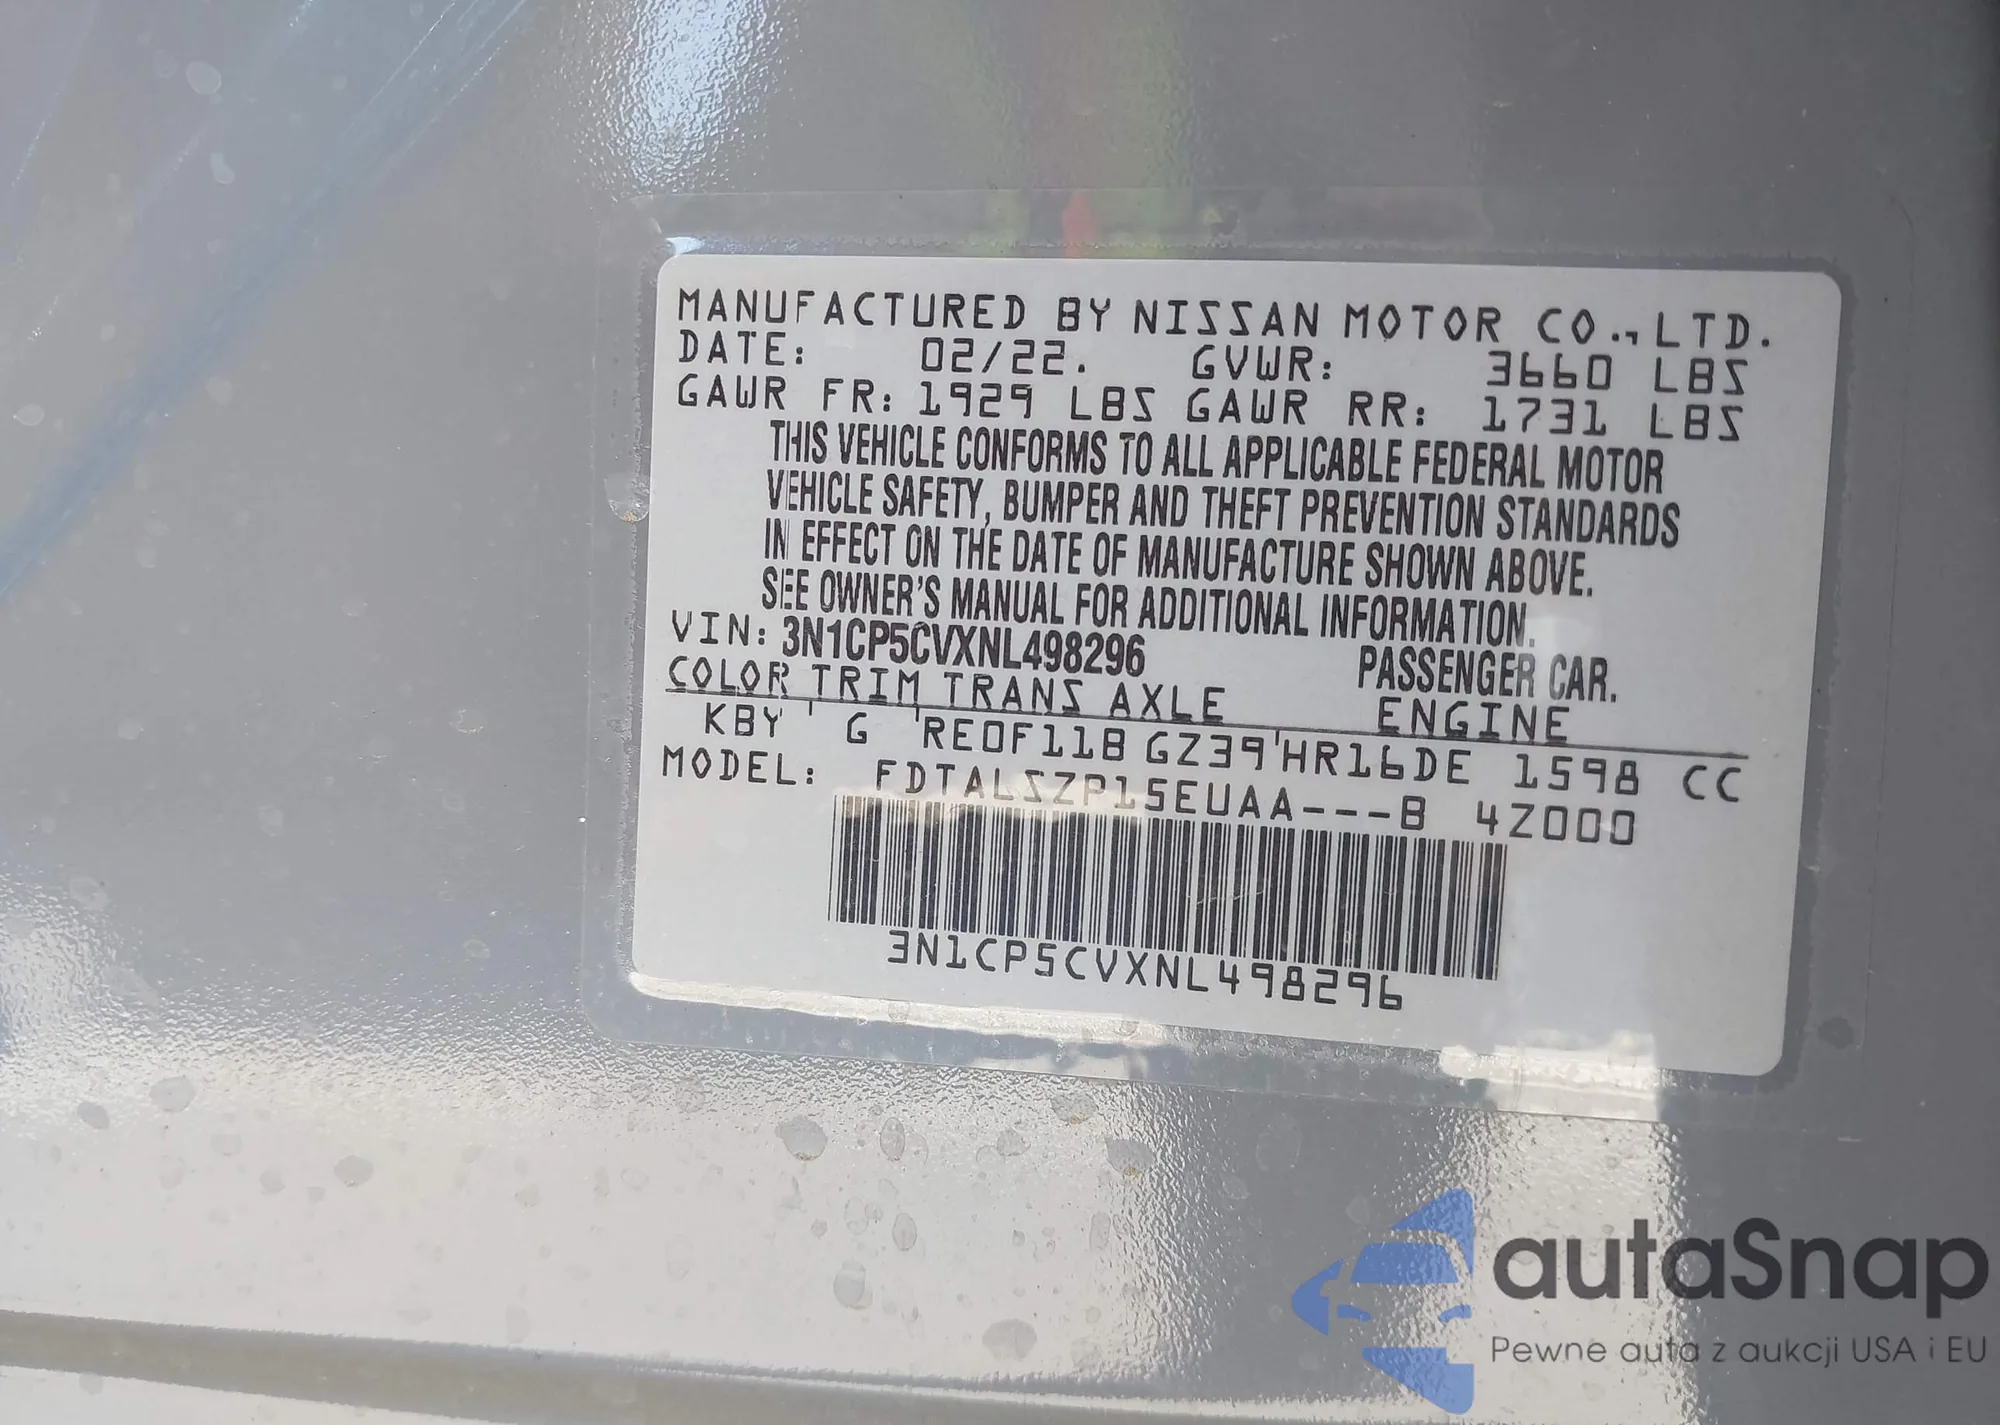 MANUFACTURED BY NISSAN MOTOR CO., LTD.
DATE: 02/22. GVWR: 3660 LBS
GAWR FR: 1929 LBS GAWR RR: 1731 LBS
THIS VEHICLE CONFORMS TO ALL APPLICABLE FEDERAL MOTOR
VEHICLE SAFETY, BUMPER AND THEFT PREVENTION STANDARDS
IN EFFECT ON THE DATE OF MANUFACTURE SHOWN ABOVE.
SEE OWNER'S MANUAL FOR ADDITIONAL INFORMATION.
VIN: 3N1CP5CVXNL498296 PASSENGER CAR.
COLOR TRIM TRANS AXLE ENGINE
KBY G RE0F11B GZ39 HR16DE 1598 CC
MODEL: FDTALSZP15EUAA---B 4Z000
3N1CP5CVXNL498296
autaSnap
Pewne auta z aukcji USA i EU